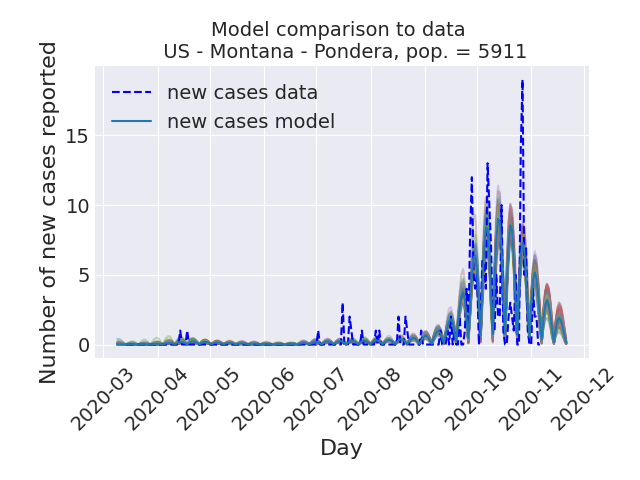 Model comparison to data
US - Montana - Pondera, pop. = 5911
Number of new cases reported
new cases data
new cases model
15
10
5
0
2020-03
2020-04
2020-05
2020-06
2020-07
2020-08
2020-09
2020-10
2020-11
2020-12
Day